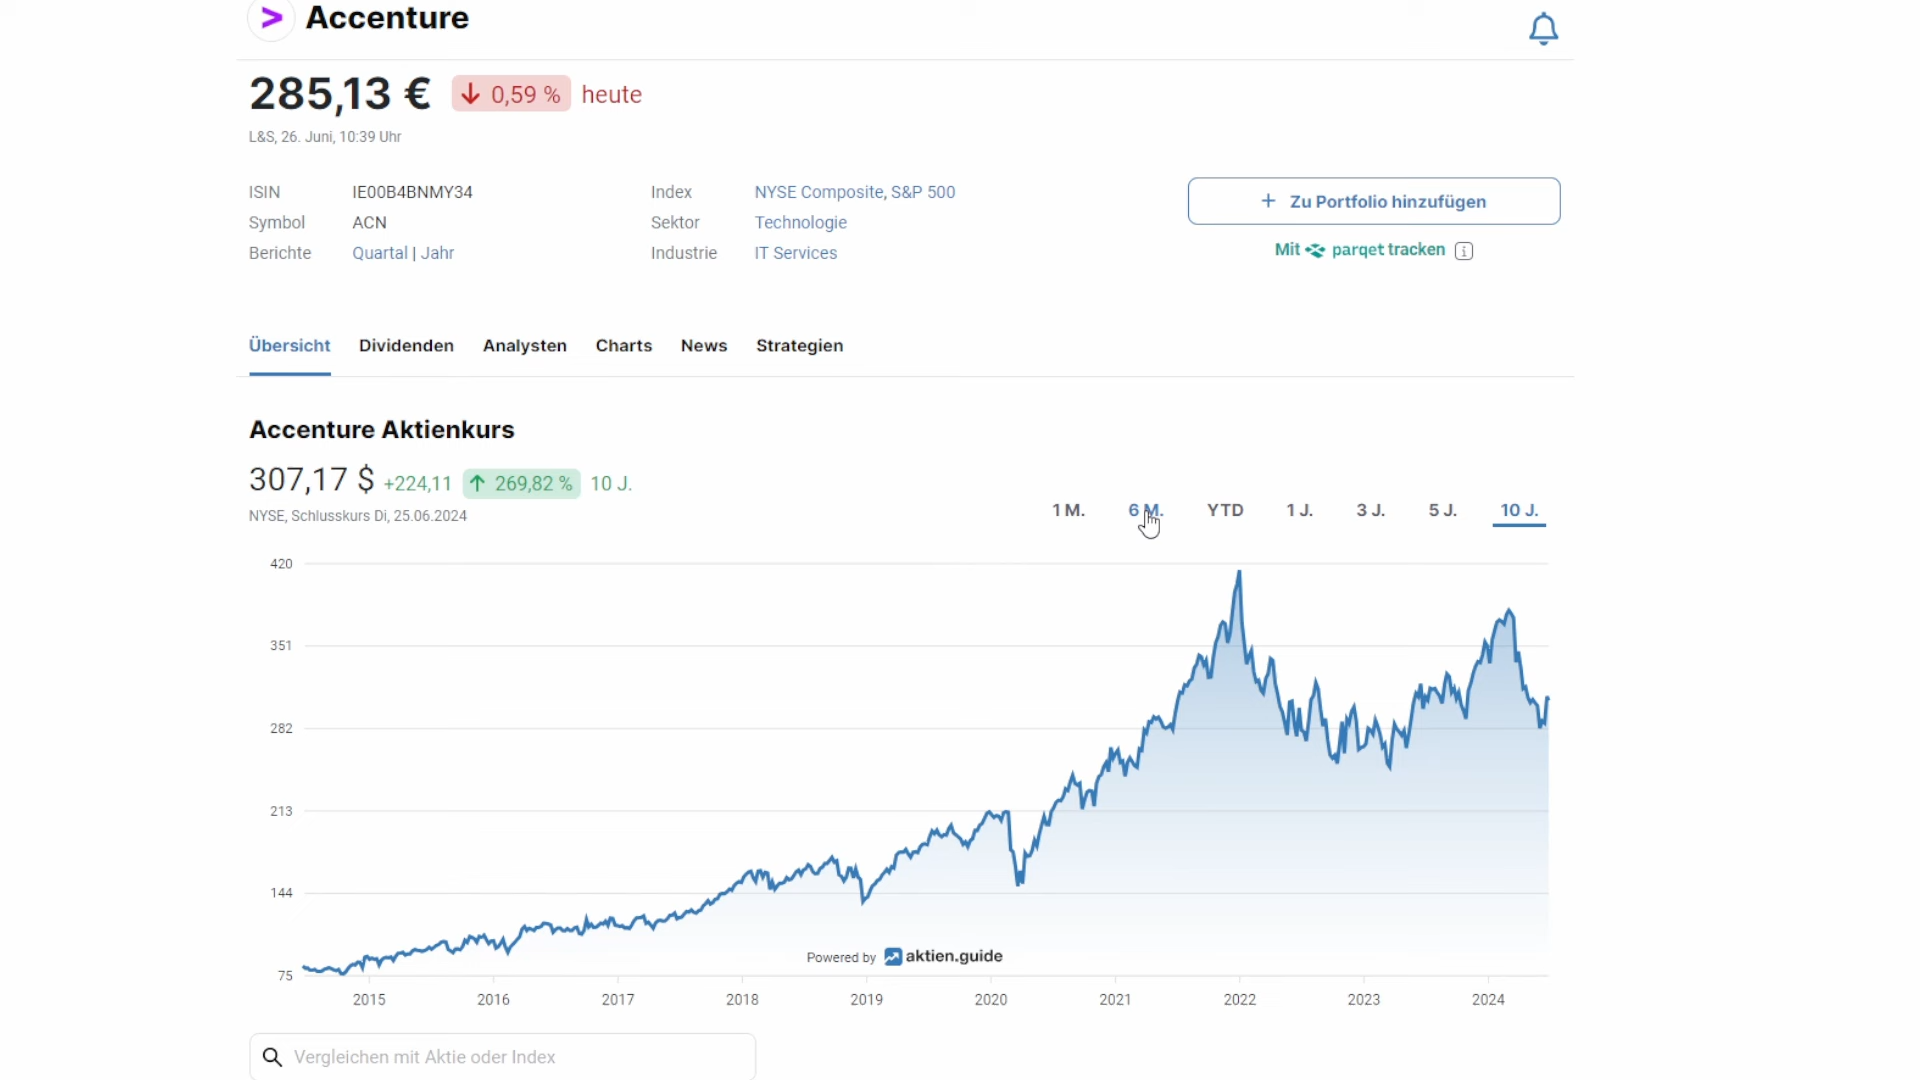 Accenture
285,13 € 0,59 % heute
L&S, 26. Juni, 10:39 Uhr
ISIN IE00B4BNMY34 Index NYSE Composite, S&P 500
Symbol ACN Sektor Technologie
Berichte Quartal | Jahr Industrie IT Services
+ Zu Portfolio hinzufügen
Mit parqet tracken i
Übersicht Dividenden Analysten Charts News Strategien
Accenture Aktienkurs
307,17 $ +224,11 269,82 % 10 J.
NYSE, Schlusskurs Di, 25.06.2024
1 M. 6 M. YTD 1 J. 3 J. 5 J. 10 J.
420
351
282
213
144
75
Powered by aktien.guide
2015 2016 2017 2018 2019 2020 2021 2022 2023 2024
Vergleichen mit Aktie oder Index